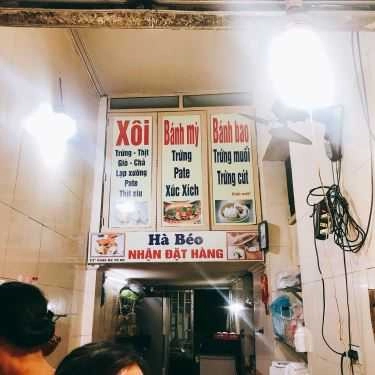 Xôi
Trứng - Thịt
Giò - Chả
Lạp xưởng
Pate
Thịt xíu
Bánh mỳ
Trứng
Pate
Xúc Xích
Bánh bao
Trứng muối
Trứng cút
Hà Béo
NHẬN ĐẶT HÀNG